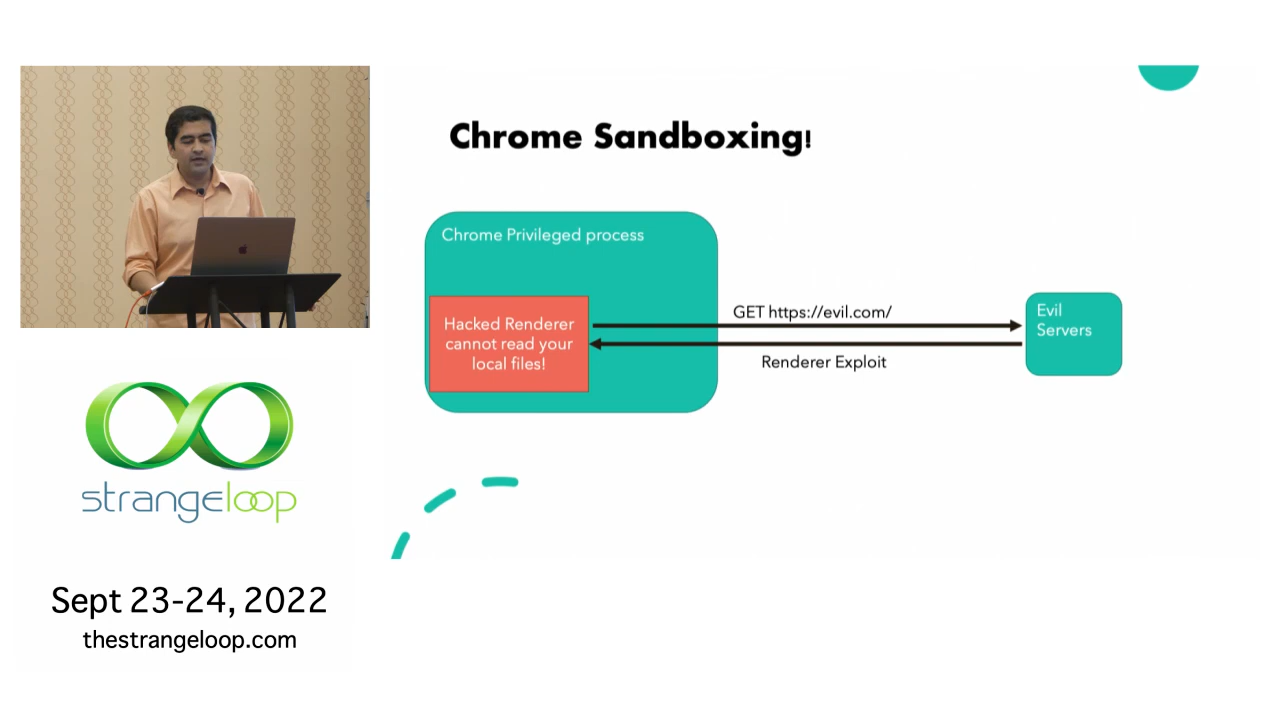 Chrome Sandboxing!
Chrome Privileged process
Hacked Renderer
cannot read your
local files!
GET https://evil.com/
Renderer Exploit
Evil
Servers
strangeloop
Sept 23-24, 2022
thestrangeloop.com